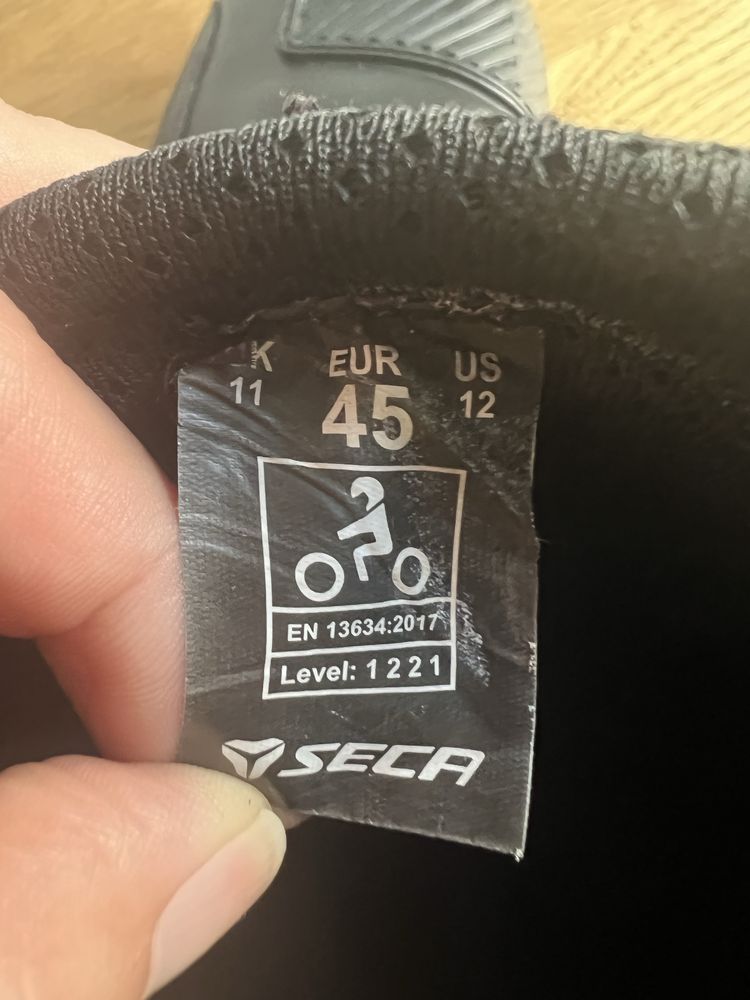 K EUR US
11 45 12
EN 13634:2017
Level: 1 2 2 1
SECA